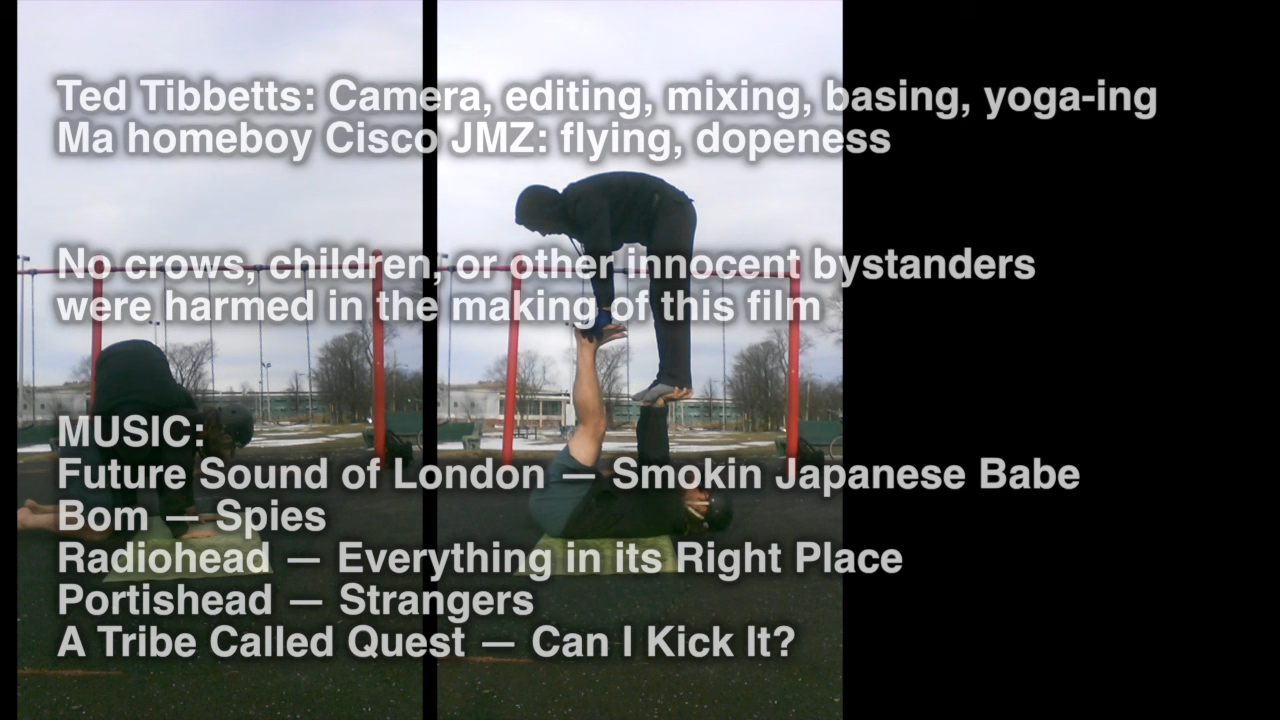 Ted Tibbetts: Camera, editing, mixing, basing, yoga-ing
Ma homeboy Cisco JMZ: flying, dopeness
No crows, children, or other innocent bystanders
were harmed in the making of this film
MUSIC:
Future Sound of London — Smokin Japanese Babe
Bom — Spies
Radiohead — Everything in its Right Place
Portishead — Strangers
A Tribe Called Quest — Can I Kick It?